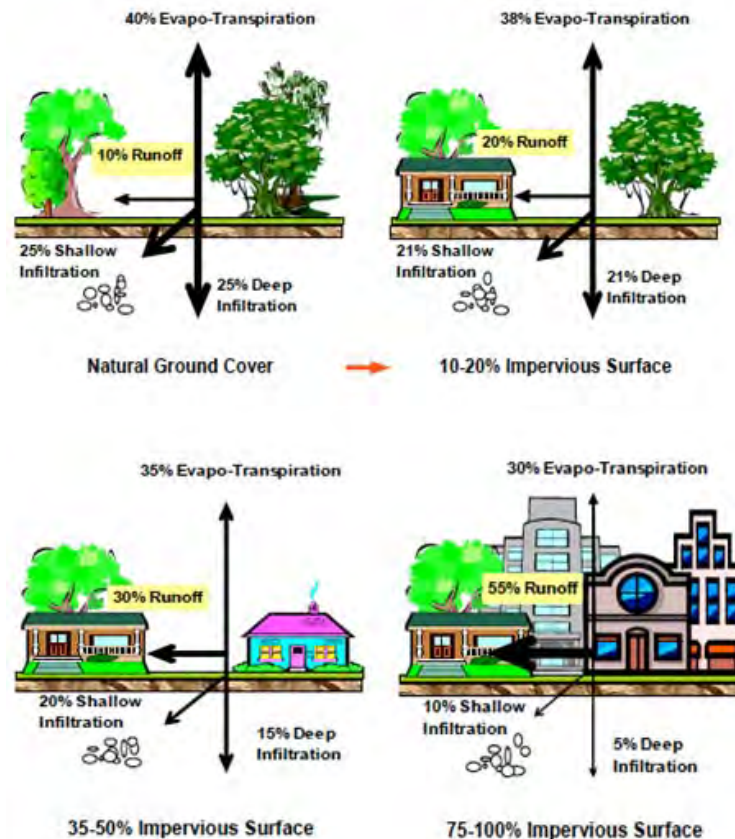 40% Evapo-Transpiration
10% Runoff
25% Shallow
Infiltration
25% Deep
Infiltration
Natural Ground Cover
38% Evapo-Transpiration
20% Runoff
21% Shallow
Infiltration
21% Deep
Infiltration
10-20% Impervious Surface
35% Evapo-Transpiration
30% Runoff
20% Shallow
Infiltration
15% Deep
Infiltration
35-50% Impervious Surface
30% Evapo-Transpiration
55% Runoff
10% Shallow
Infiltration
5% Deep
Infiltration
75-100% Impervious Surface